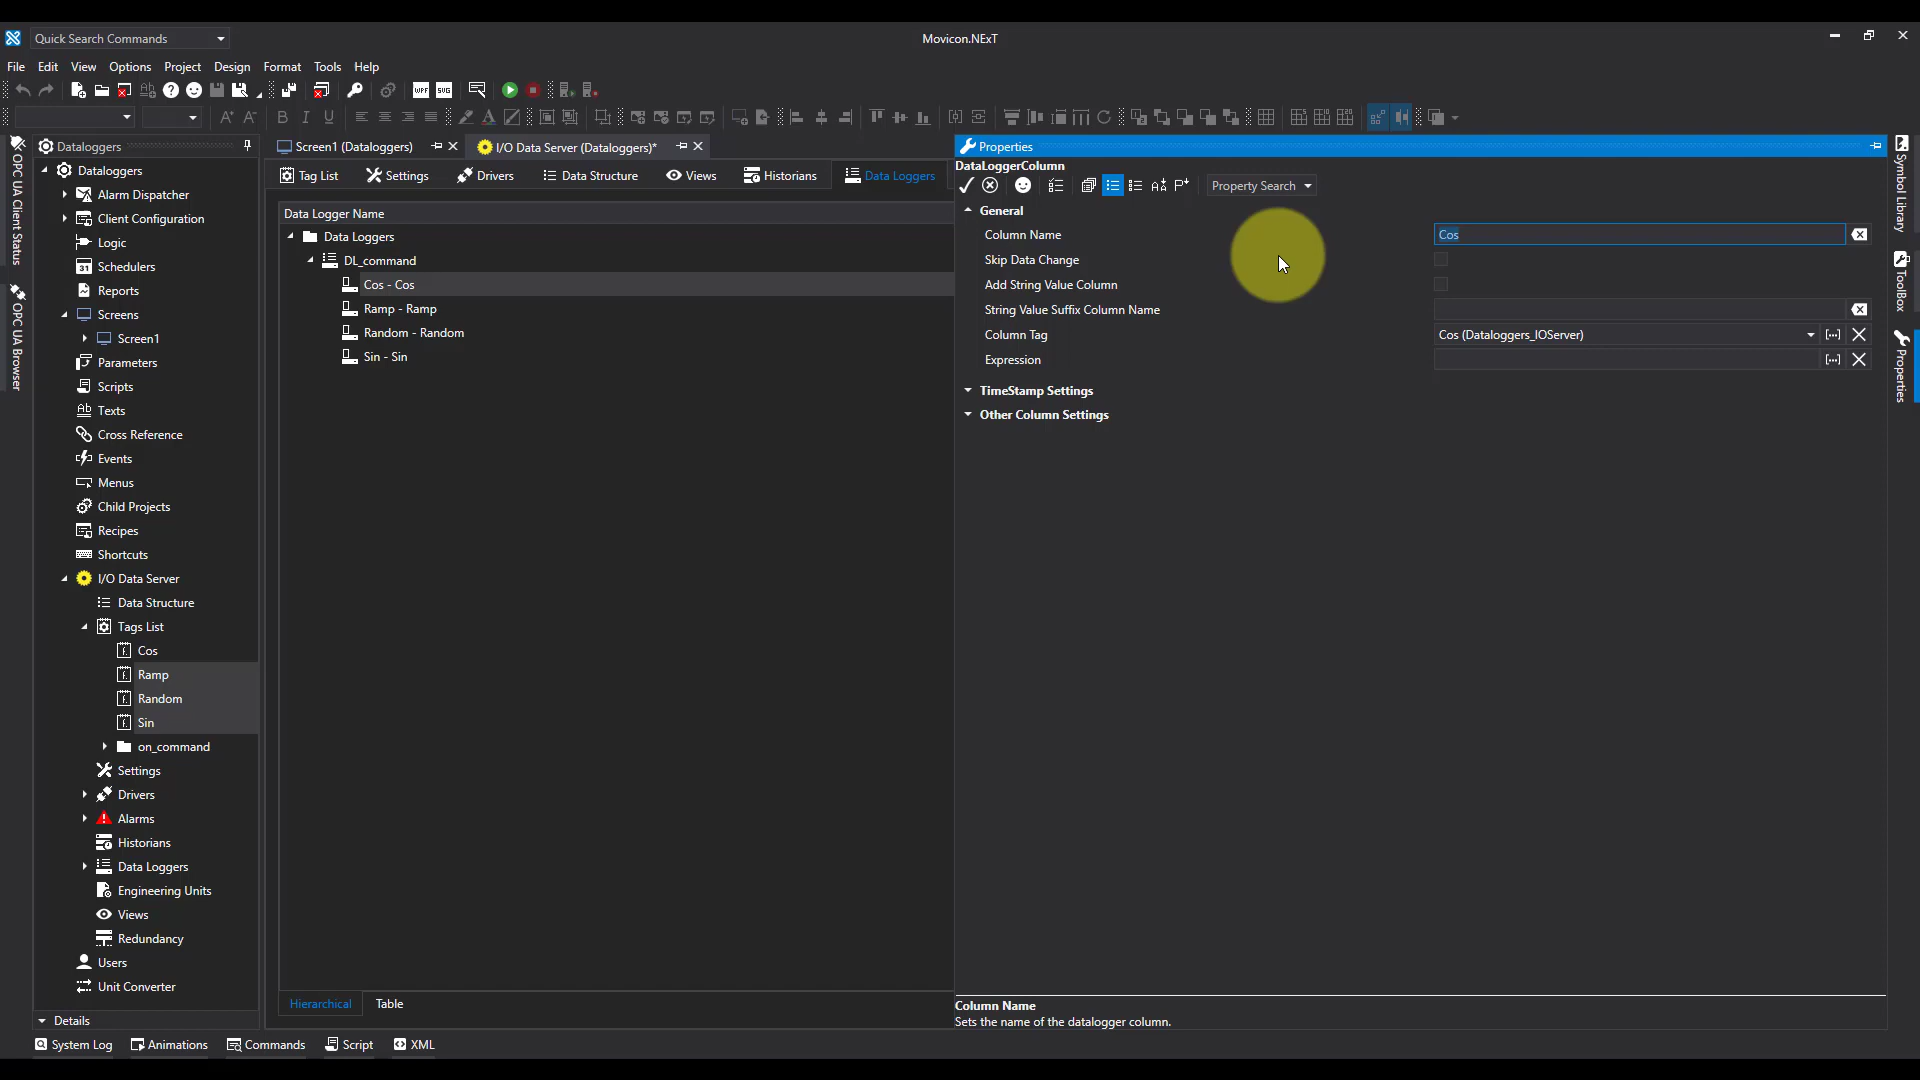 Quick Search Commands
Movicon.NExT
File Edit View Options Project Design Format Tools Help
WPF SVG
B I U
OPC UA Client Status
OPC UA Browser
Dataloggers
Dataloggers
Alarm Dispatcher
Client Configuration
Logic
31 Schedulers
Reports
Screens
Screen1
Parameters
Scripts
Texts
Cross Reference
Events
Menus
Child Projects
Recipes
Shortcuts
I/O Data Server
Data Structure
Tags List
Cos
Ramp
Random
Sin
on_command
Settings
Drivers
Alarms
Historians
Data Loggers
Engineering Units
Views
Redundancy
Users
Unit Converter
Details
Screen1 (Dataloggers)
I/O Data Server (Dataloggers)*
Tag List Settings Drivers Data Structure Views Historians Data Loggers
Data Logger Name
Data Loggers
DL_command
Cos - Cos
Ramp - Ramp
Random - Random
Sin - Sin
Hierarchical Table
Properties
DataLoggerColumn
Property Search
General
Column Name Cos
Skip Data Change
Add String Value Column
String Value Suffix Column Name
Column Tag Cos (Dataloggers_IOServer)
Expression
TimeStamp Settings
Other Column Settings
Column Name
Sets the name of the datalogger column.
Symbol Library
ToolBox
Properties
System Log Animations Commands Script XML